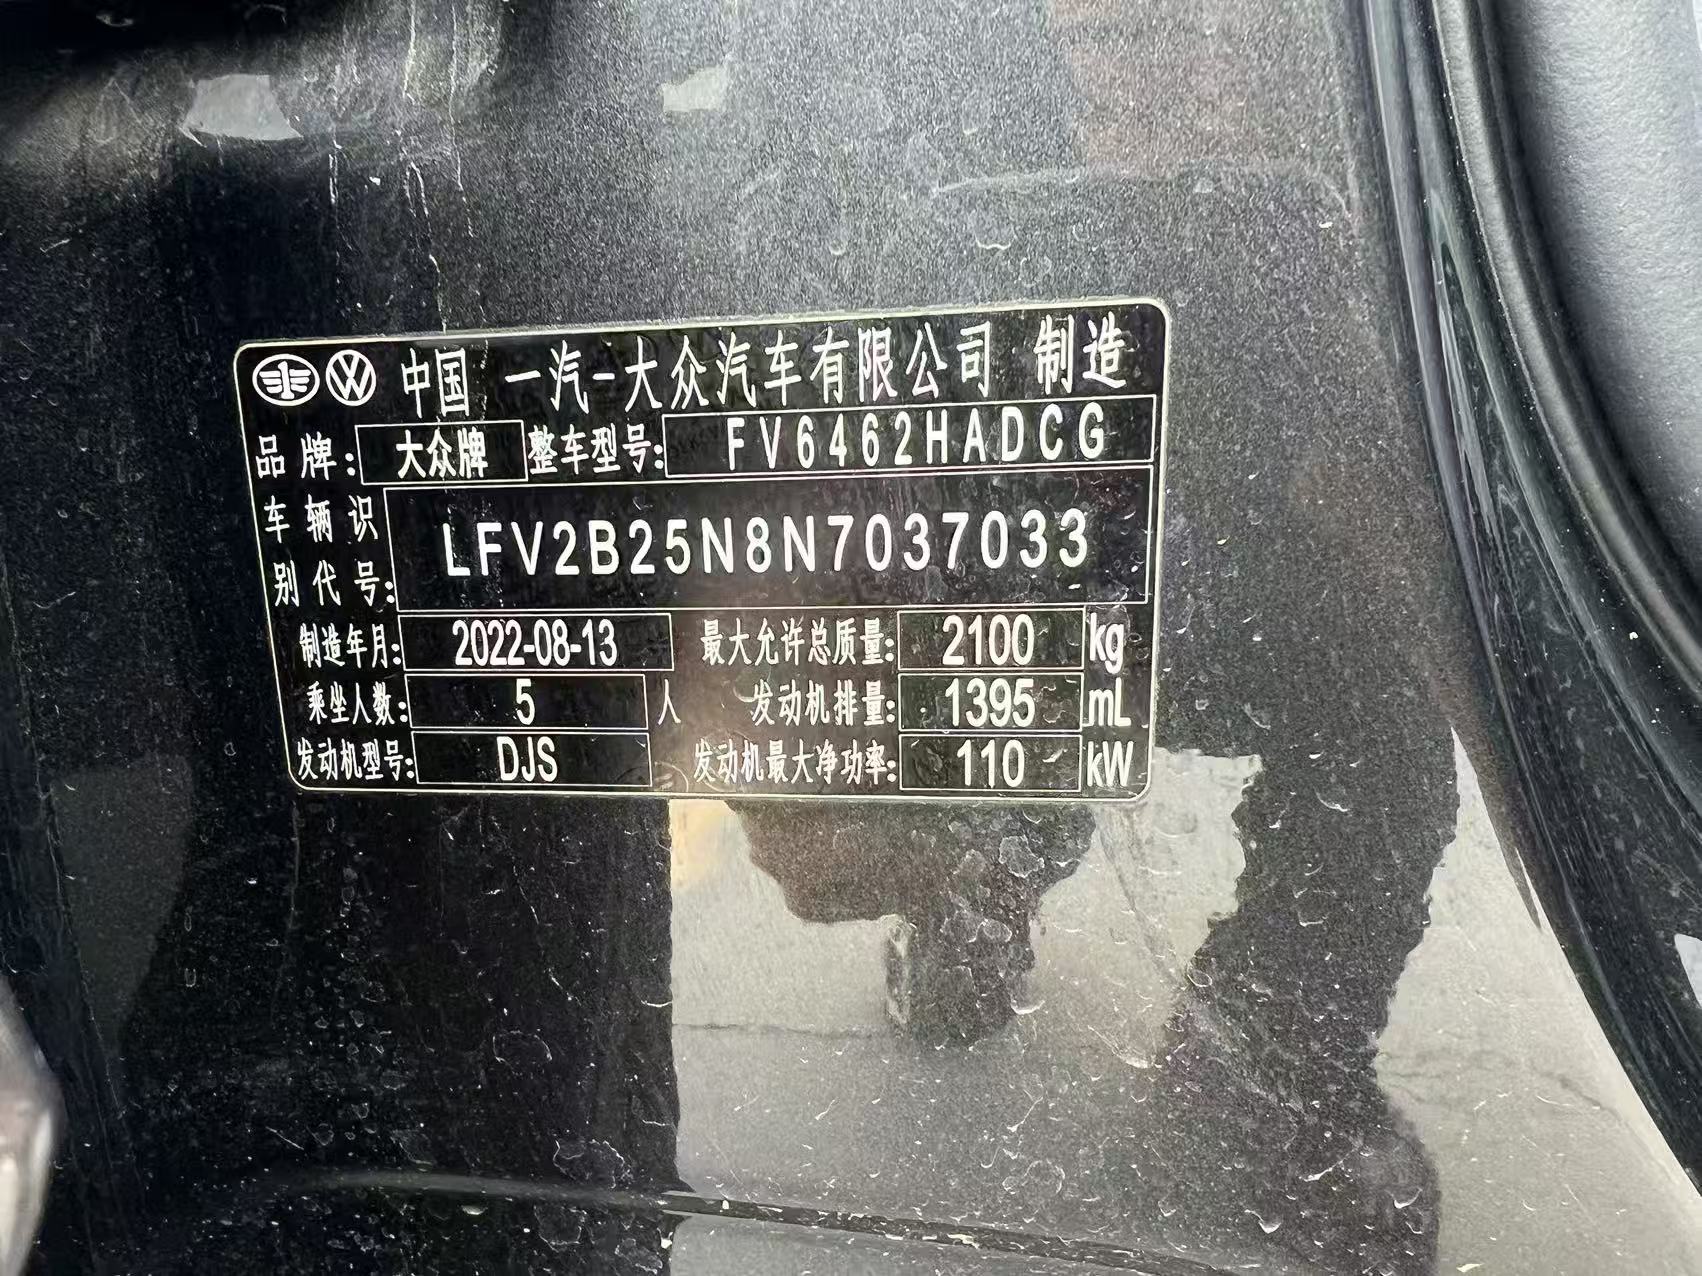 中国 一汽-大众汽车有限公司 制造
品牌: 大众牌 整车型号: FV6462HADCG
车辆识别代号: LFV2B25N8N7037033
制造年月: 2022-08-13 最大允许总质量: 2100 kg
乘坐人数: 5 人 发动机排量: 1395 mL
发动机型号: DJS 发动机最大净功率: 110 kW